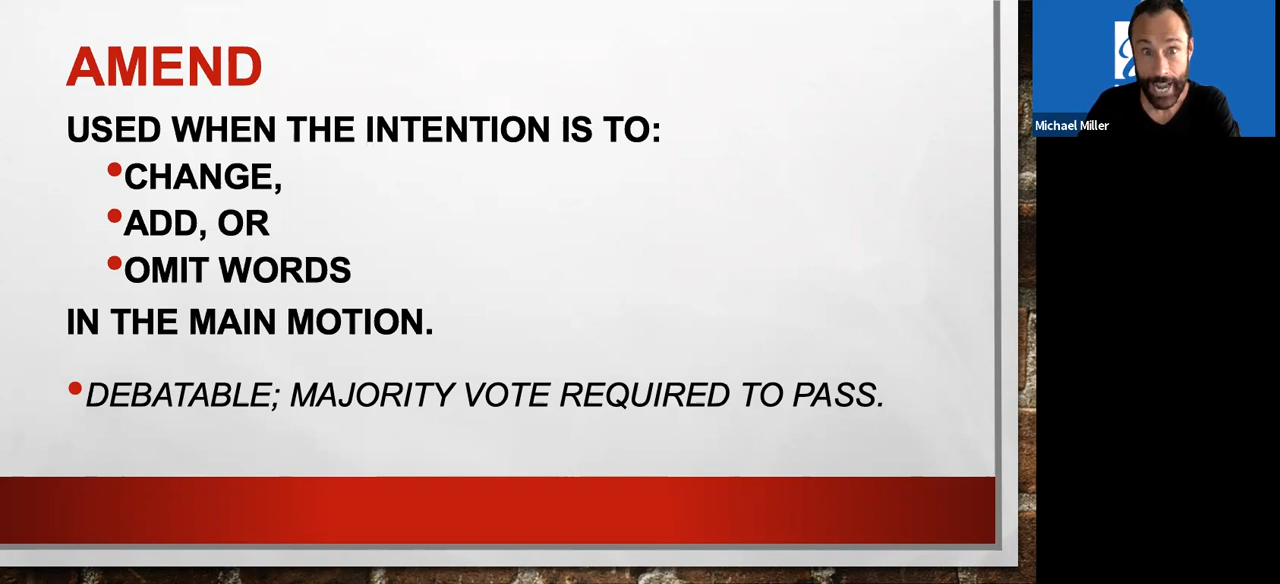 AMEND
USED WHEN THE INTENTION IS TO:
•CHANGE,
•ADD, OR
•OMIT WORDS
IN THE MAIN MOTION.
•DEBATABLE; MAJORITY VOTE REQUIRED TO PASS.
Michael Miller